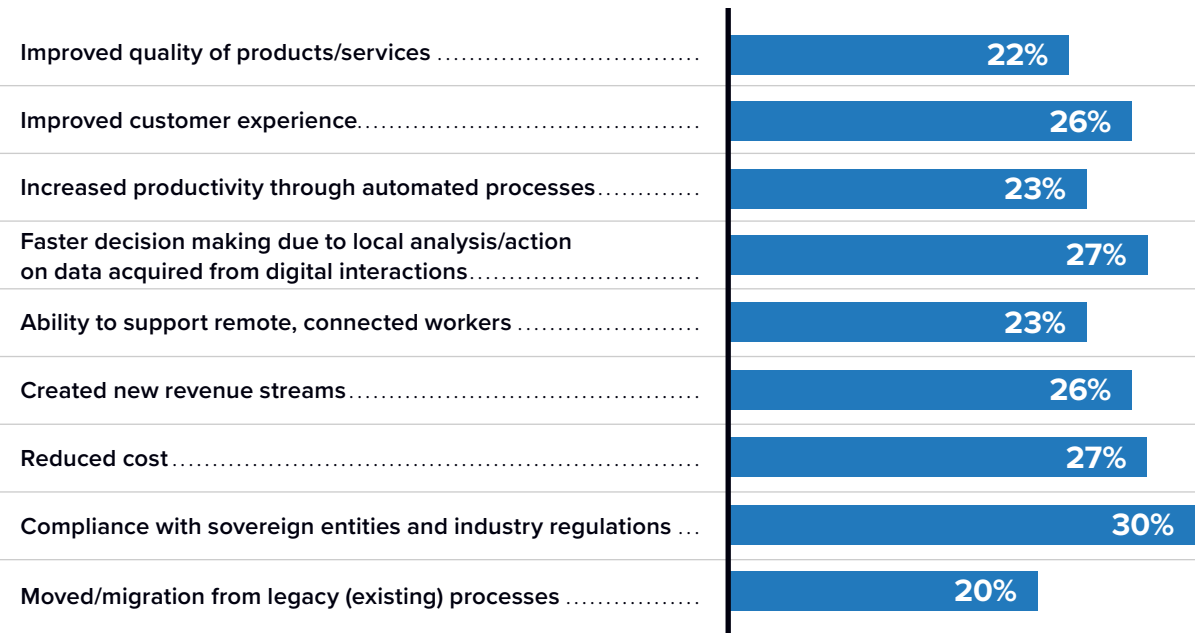 Improved quality of products/services ................................. 22%
Improved customer experience........................................... 26%
Increased productivity through automated processes............. 23%
Faster decision making due to local analysis/action
on data acquired from digital interactions............................. 27%
Ability to support remote, connected workers ....................... 23%
Created new revenue streams............................................ 26%
Reduced cost.................................................................. 27%
Compliance with sovereign entities and industry regulations ... 30%
Moved/migration from legacy (existing) processes ................. 20%